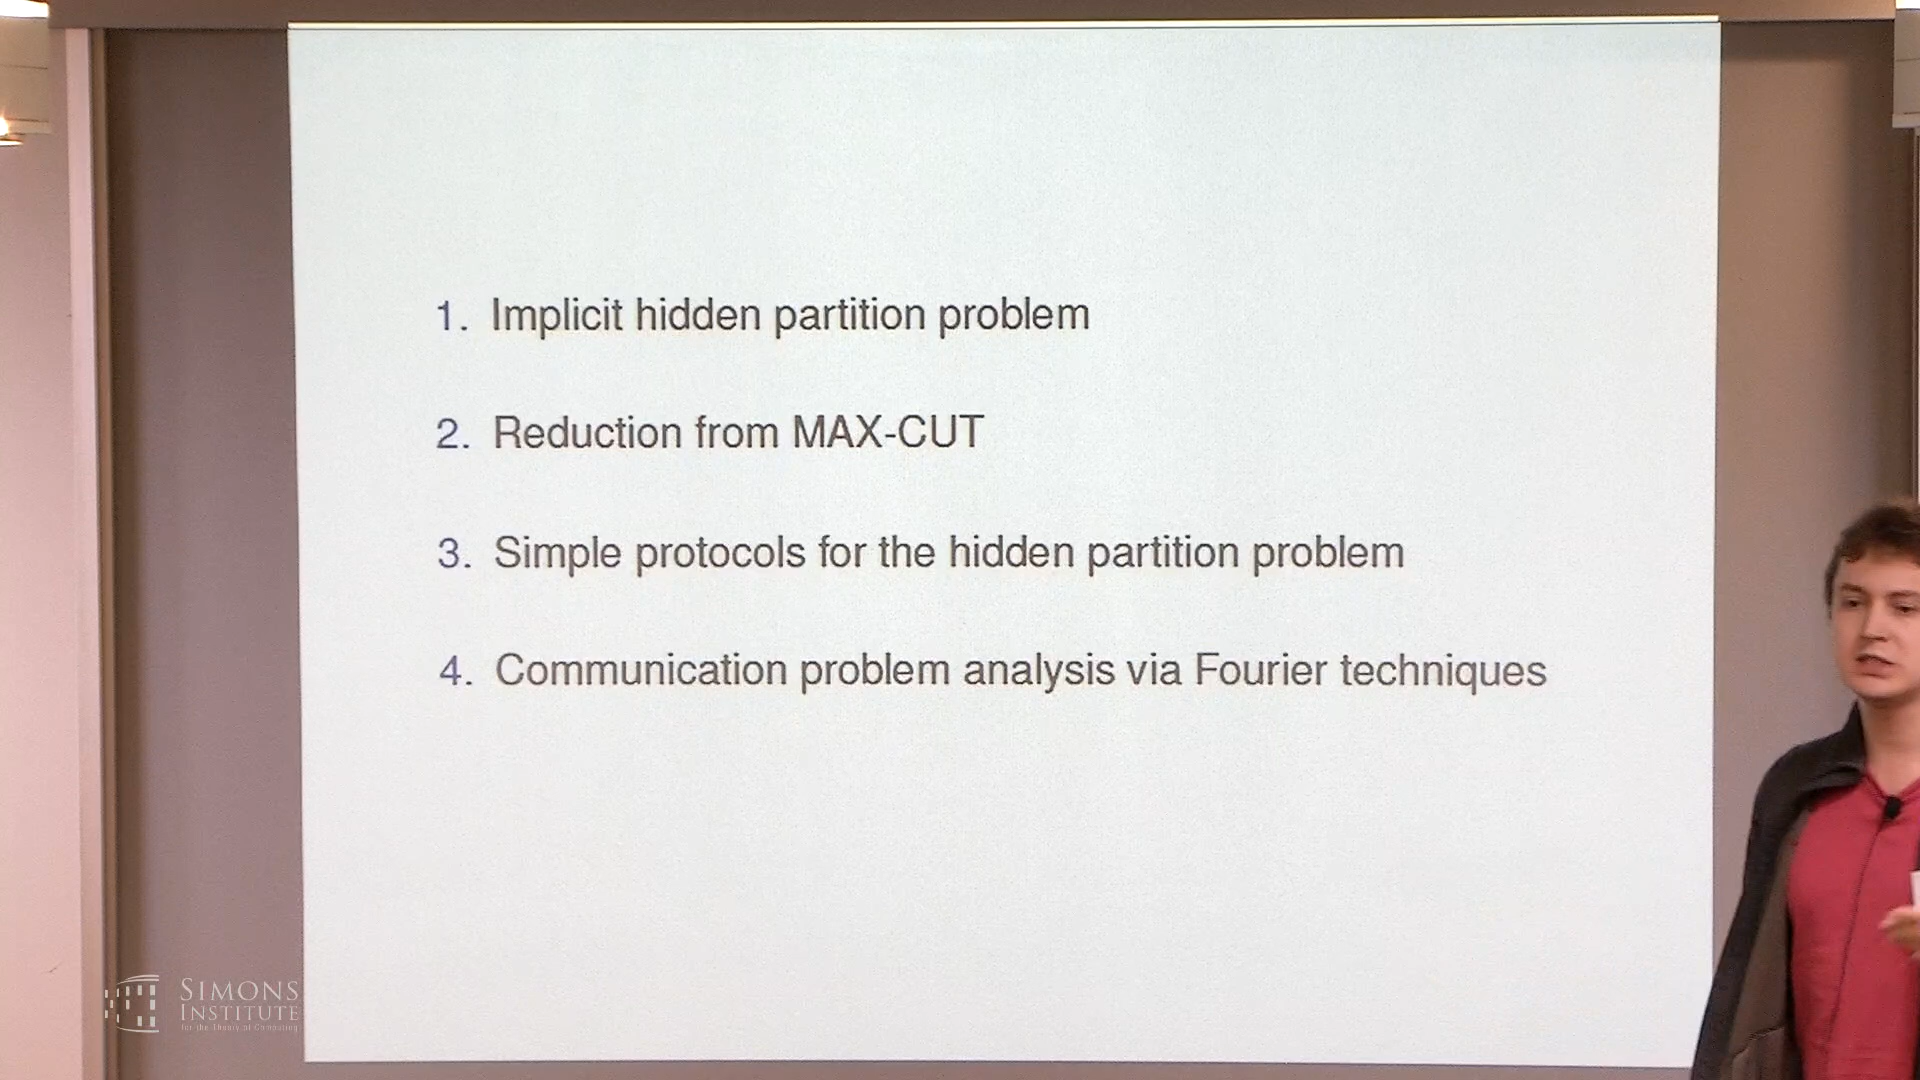 1. Implicit hidden partition problem
2. Reduction from MAX-CUT
3. Simple protocols for the hidden partition problem
4. Communication problem analysis via Fourier techniques
SIMONS
INSTITUTE
for the Theory of Computing